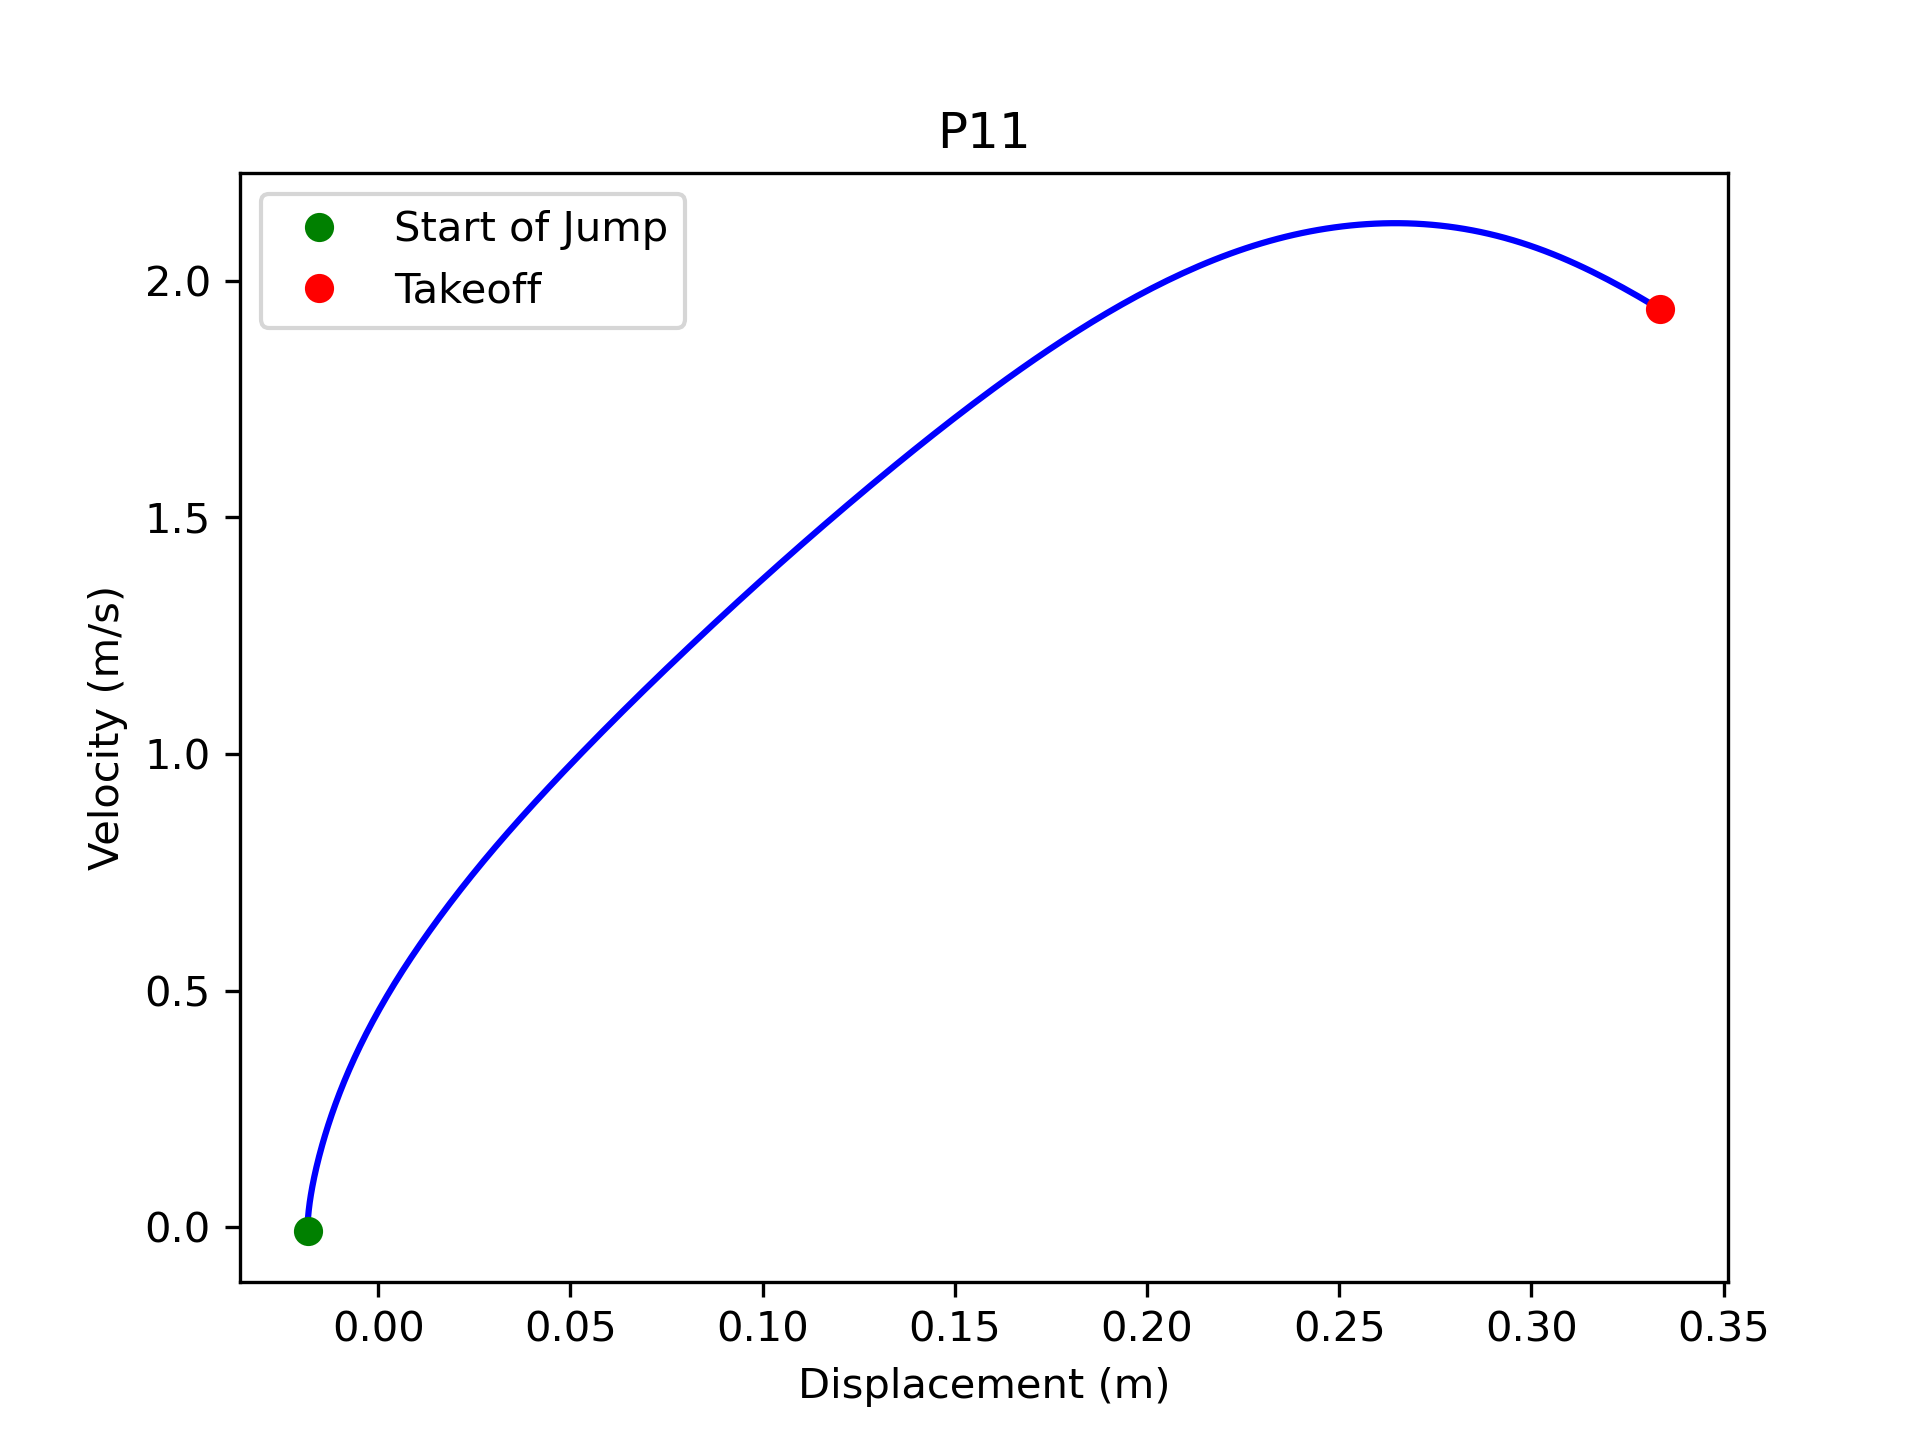 P11
Start of Jump
Takeoff
2.0
1.5
1.0
0.5
0.0
Velocity (m/s)
0.00 0.05 0.10 0.15 0.20 0.25 0.30 0.35
Displacement (m)